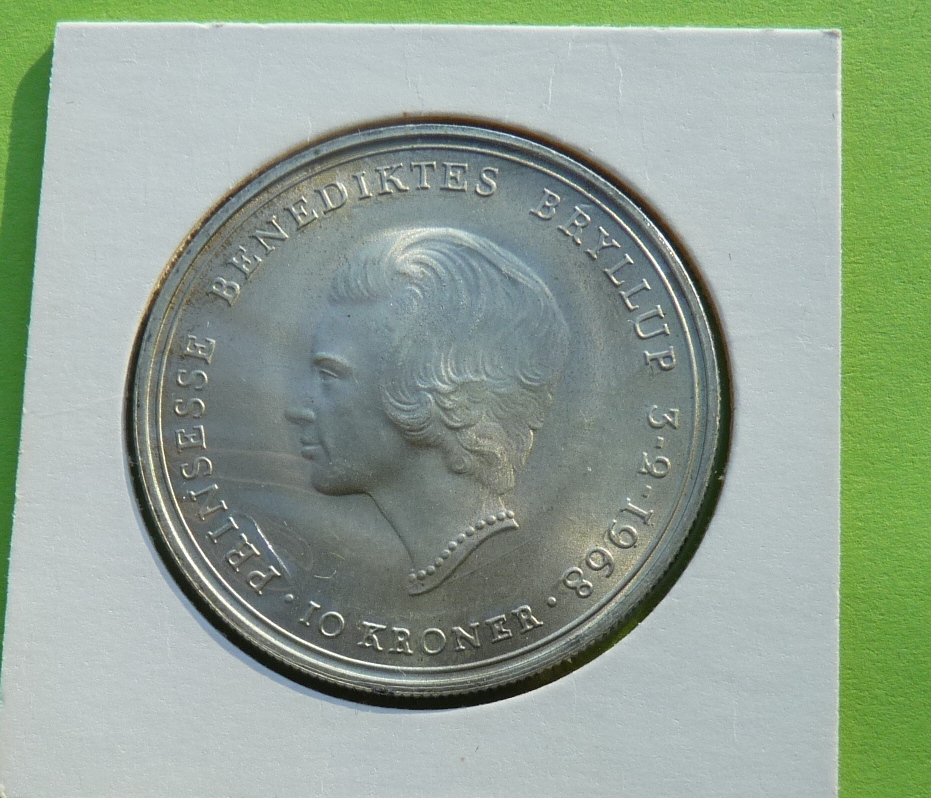 PRINSESSE BENEDIKTES BRYLLUP 3-2-1968
· 10 KRONER ·